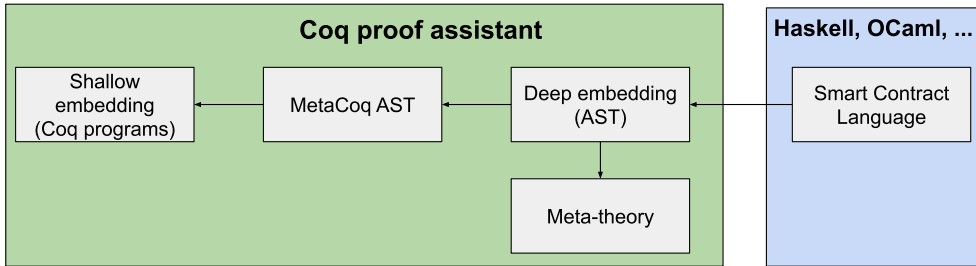 Coq proof assistant
Haskell, OCaml, ...
Shallow
embedding
(Coq programs)
MetaCoq AST
Deep embedding
(AST)
Smart Contract
Language
Meta-theory